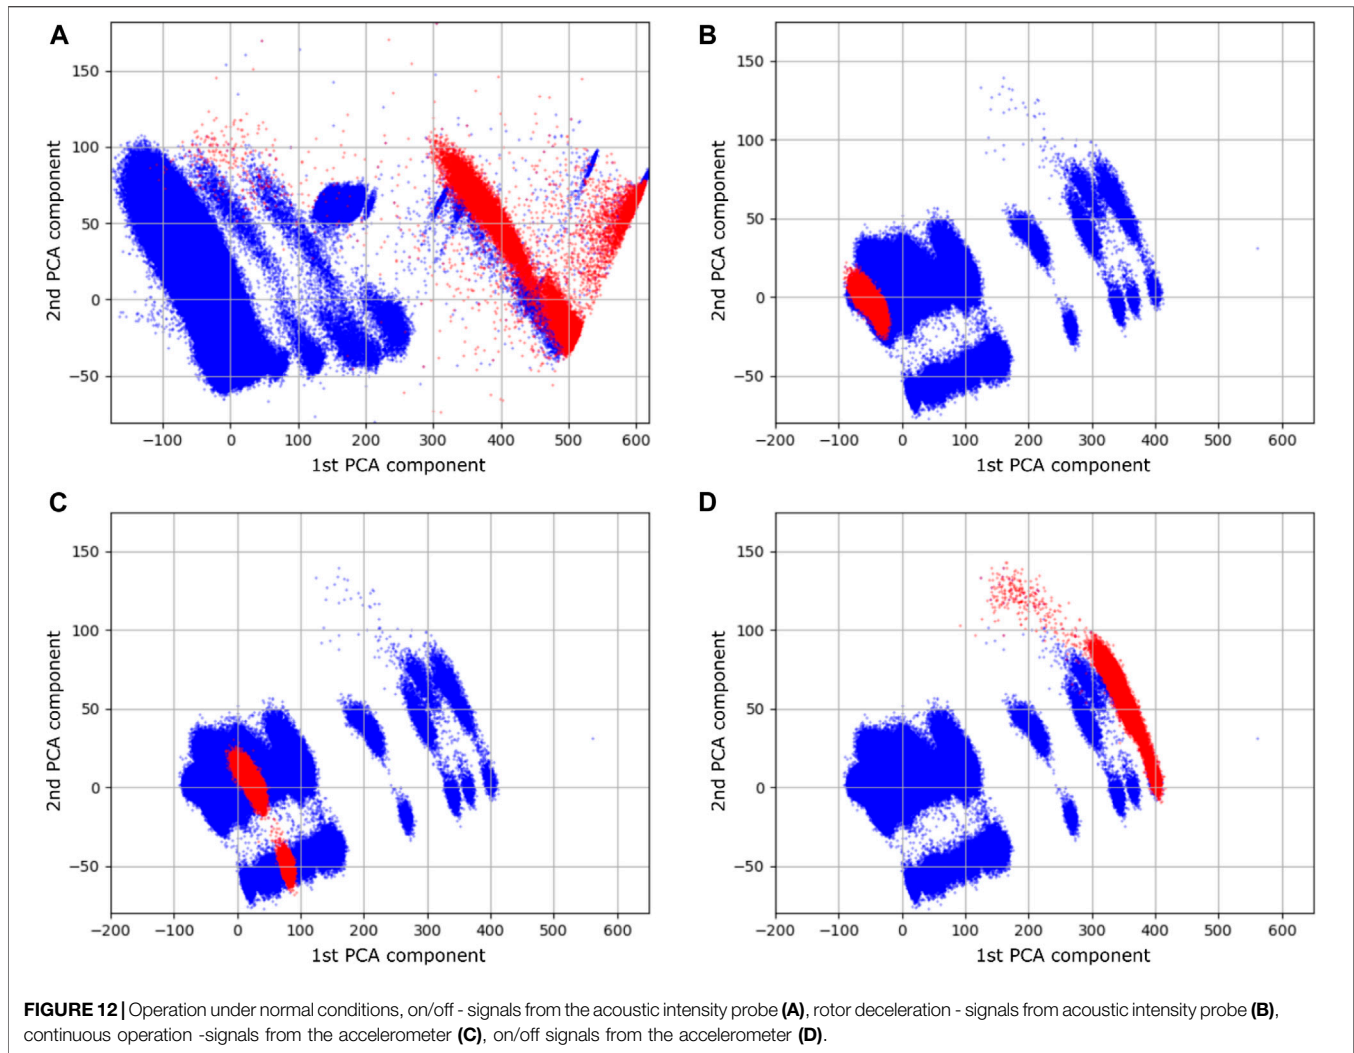 A
150
100
50
0
−50
2nd PCA component
−100 0 100 200 300 400 500 600
1st PCA component
B
150
100
50
0
−50
2nd PCA component
−200 −100 0 100 200 300 400 500 600
1st PCA component
C
150
100
50
0
−50
2nd PCA component
−200 −100 0 100 200 300 400 500 600
1st PCA component
D
150
100
50
0
−50
2nd PCA component
−200 −100 0 100 200 300 400 500 600
1st PCA component
FIGURE 12 | Operation under normal conditions, on/off - signals from the acoustic intensity probe (A), rotor deceleration - signals from acoustic intensity probe (B),
continuous operation -signals from the accelerometer (C), on/off signals from the accelerometer (D).